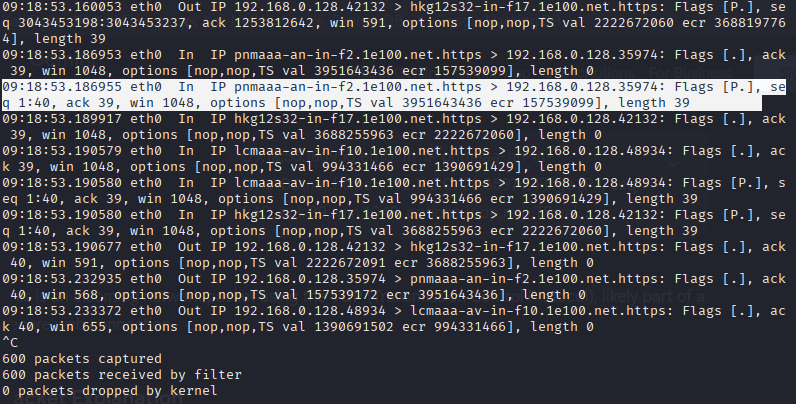 09:18:53.160053 eth0  Out IP 192.168.0.128.42132 > hkg12s32-in-f17.1e100.net.https: Flags [P.], se
q 3043453198:3043453237, ack 1253812642, win 591, options [nop,nop,TS val 2222672060 ecr 368819776
4], length 39
09:18:53.186953 eth0  In  IP pnmaaa-an-in-f2.1e100.net.https > 192.168.0.128.35974: Flags [.], ack
 39, win 1048, options [nop,nop,TS val 3951643436 ecr 157539099], length 0
09:18:53.186955 eth0  In  IP pnmaaa-an-in-f2.1e100.net.https > 192.168.0.128.35974: Flags [P.], se
q 1:40, ack 39, win 1048, options [nop,nop,TS val 3951643436 ecr 157539099], length 39
09:18:53.189917 eth0  In  IP hkg12s32-in-f17.1e100.net.https > 192.168.0.128.42132: Flags [.], ack
 39, win 1048, options [nop,nop,TS val 3688255963 ecr 2222672060], length 0
09:18:53.190579 eth0  In  IP lcmaaa-av-in-f10.1e100.net.https > 192.168.0.128.48934: Flags [.], ac
k 39, win 1048, options [nop,nop,TS val 994331466 ecr 1390691429], length 0
09:18:53.190580 eth0  In  IP lcmaaa-av-in-f10.1e100.net.https > 192.168.0.128.48934: Flags [P.], s
eq 1:40, ack 39, win 1048, options [nop,nop,TS val 994331466 ecr 1390691429], length 39
09:18:53.190580 eth0  In  IP hkg12s32-in-f17.1e100.net.https > 192.168.0.128.42132: Flags [P.], se
q 1:40, ack 39, win 1048, options [nop,nop,TS val 3688255963 ecr 2222672060], length 39
09:18:53.190677 eth0  Out IP 192.168.0.128.42132 > hkg12s32-in-f17.1e100.net.https: Flags [.], ack
 40, win 591, options [nop,nop,TS val 2222672091 ecr 3688255963], length 0
09:18:53.232935 eth0  Out IP 192.168.0.128.35974 > pnmaaa-an-in-f2.1e100.net.https: Flags [.], ack
 40, win 568, options [nop,nop,TS val 157539172 ecr 3951643436], length 0
09:18:53.233372 eth0  Out IP 192.168.0.128.48934 > lcmaaa-av-in-f10.1e100.net.https: Flags [.], ac
k 40, win 655, options [nop,nop,TS val 1390691502 ecr 994331466], length 0
^C
600 packets captured
600 packets received by filter
0 packets dropped by kernel